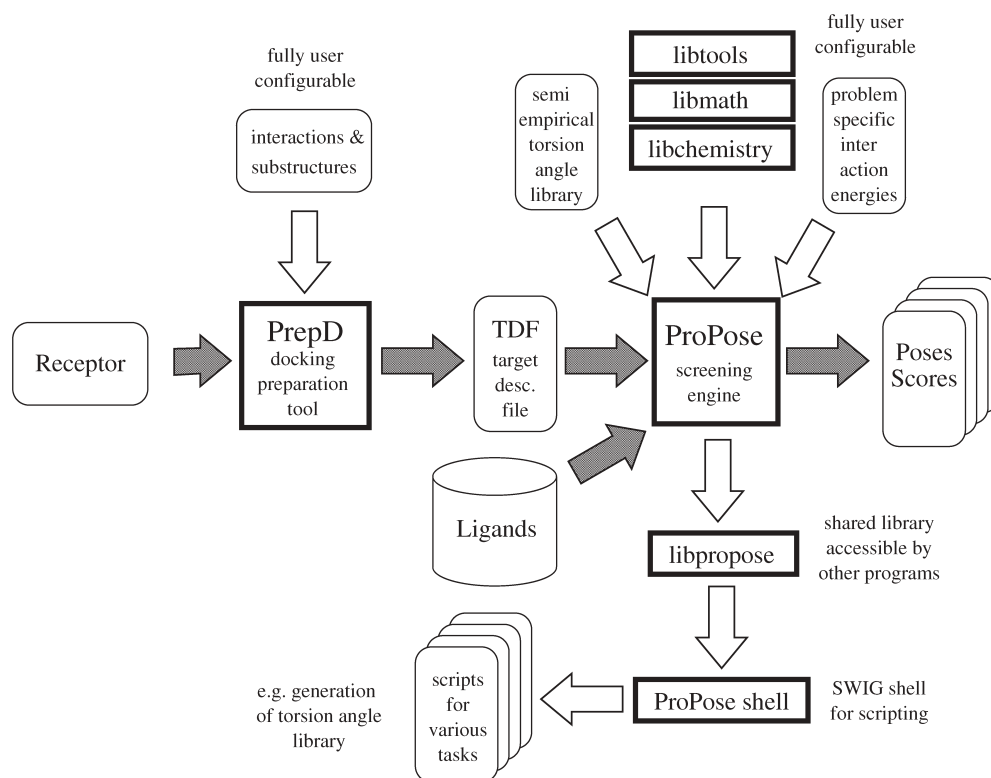 fully user
configurable
interactions &
substructures
semi
empirical
torsion
angle
library
libtools
libmath
libchemistry
fully user
configurable
problem
specific
inter
action
energies
Receptor
PrepD
docking
preparation
tool
TDF
target
desc.
file
ProPose
screening
engine
Poses
Scores
Ligands
libpropose
shared library
accessible by
other programs
ProPose shell
SWIG shell
for scripting
scripts
for
various
tasks
e.g. generation
of torsion angle
library